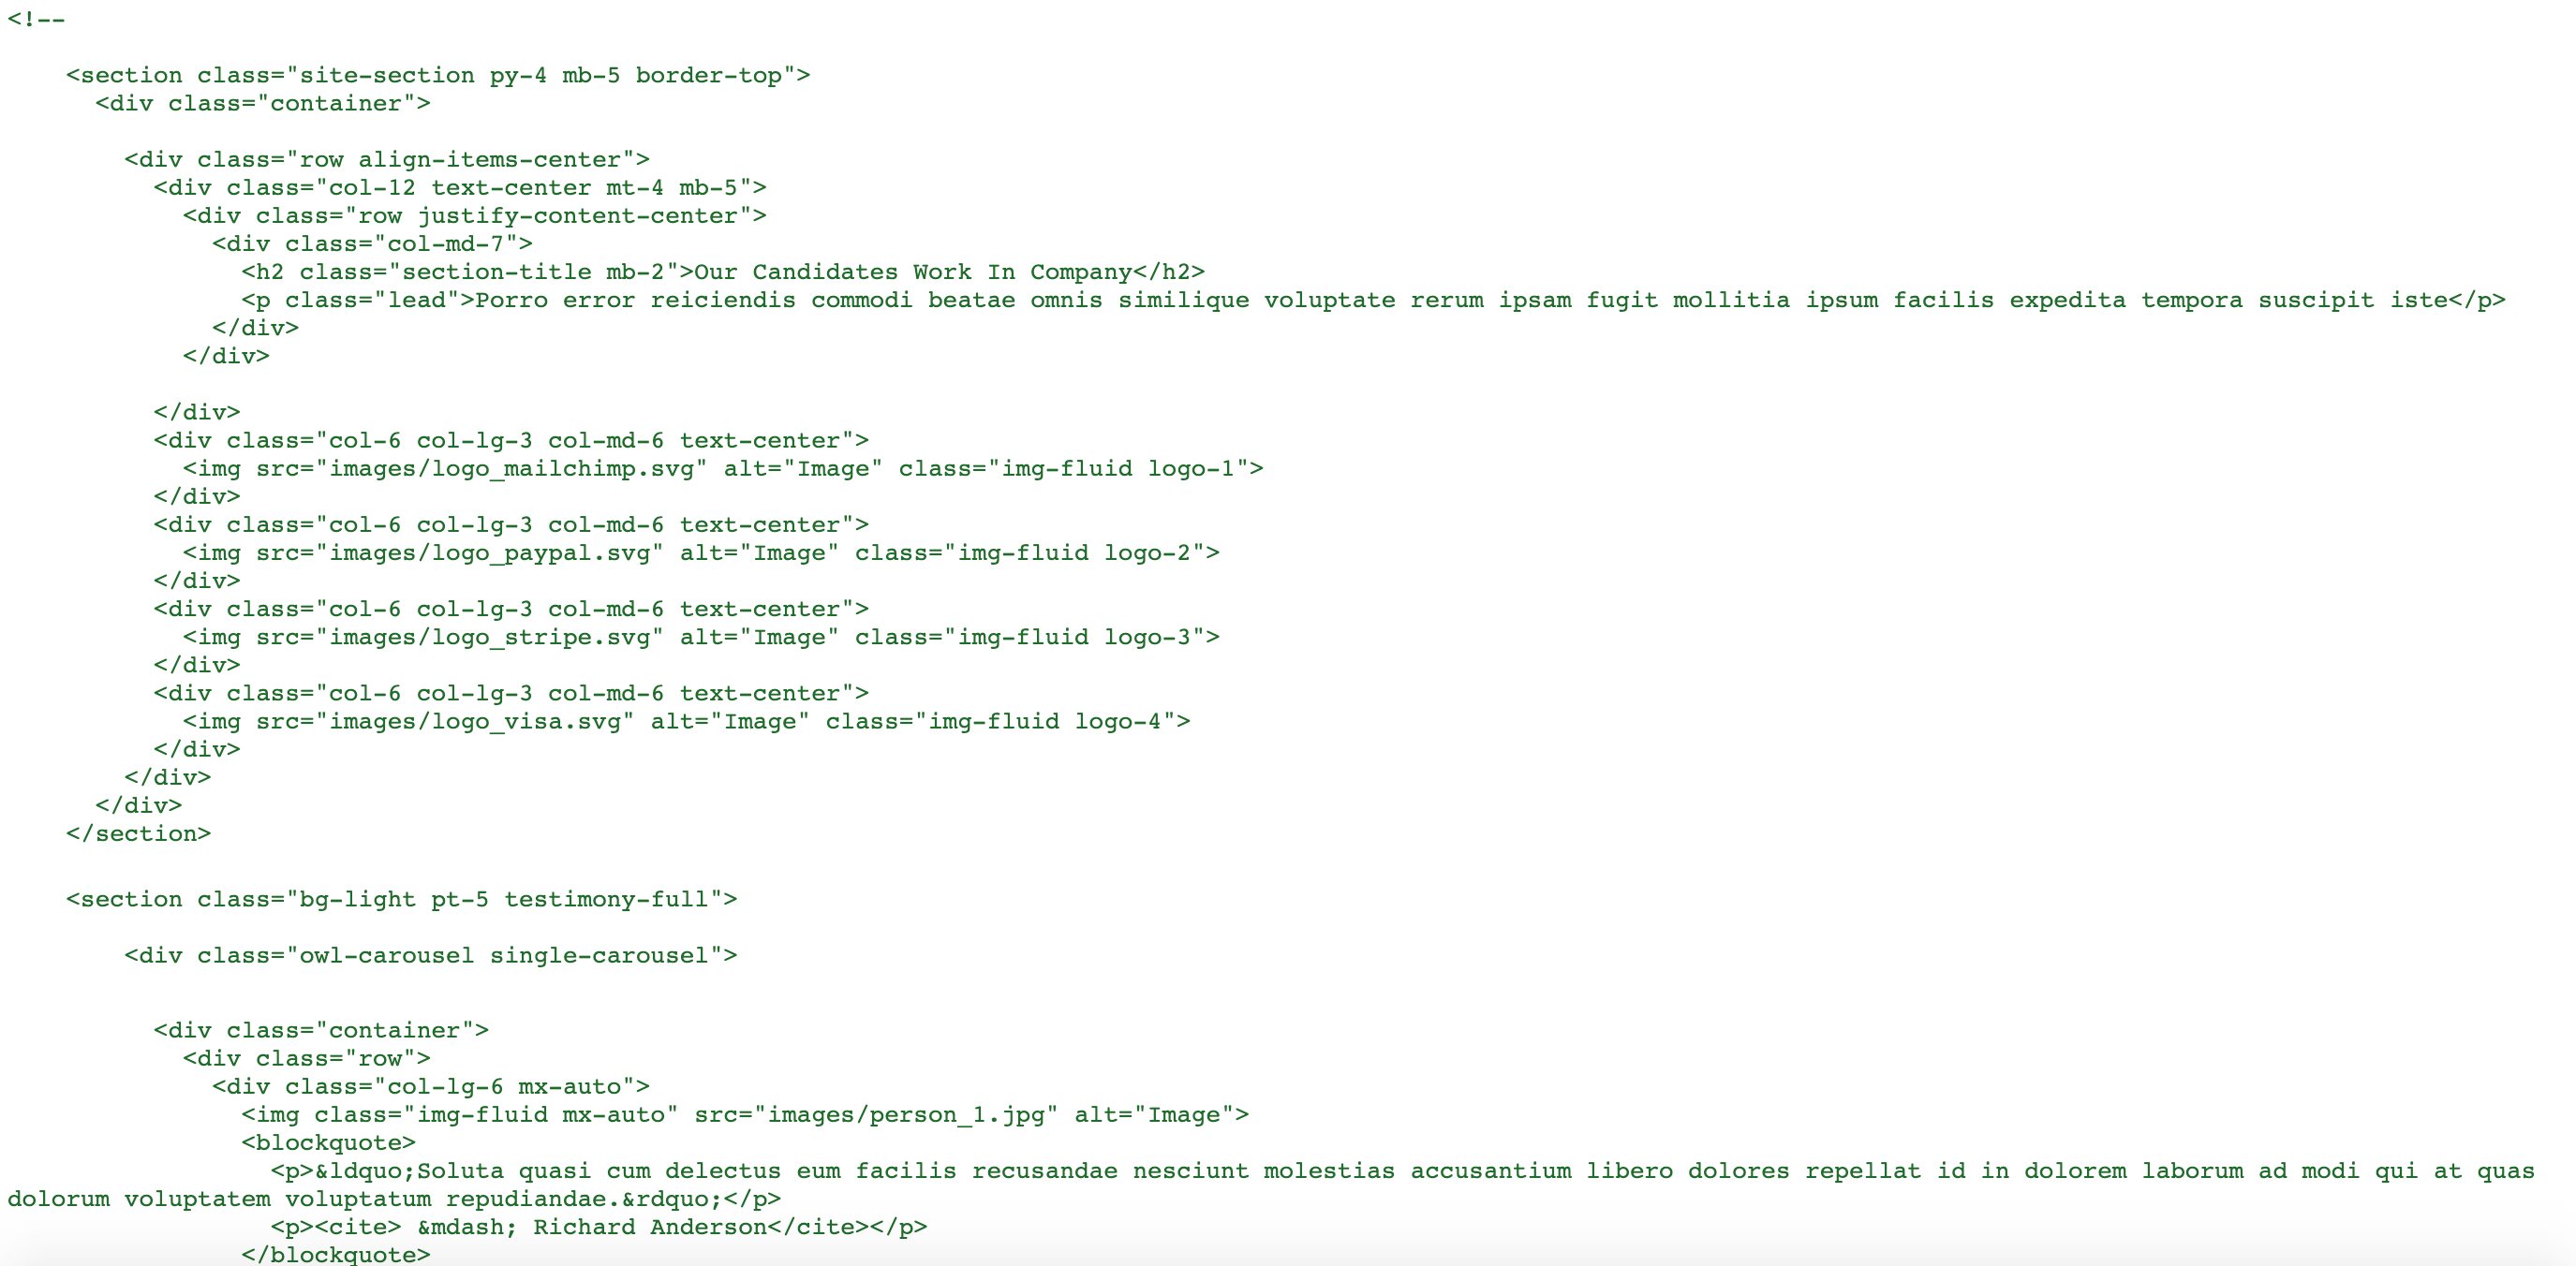 <!--
<section class="site-section py-4 mb-5 border-top">
<div class="container">
<div class="row align-items-center">
<div class="col-12 text-center mt-4 mb-5">
<div class="row justify-content-center">
<div class="col-md-7">
<h2 class="section-title mb-2">Our Candidates Work In Company</h2>
<p class="lead">Porro error reiciendis commodi beatae omnis similique voluptate rerum ipsam fugit mollitia ipsum facilis expedita tempora suscipit iste</p>
</div>
</div>
</div>
<div class="col-6 col-lg-3 col-md-6 text-center">
<img src="images/logo_mailchimp.svg" alt="Image" class="img-fluid logo-1">
</div>
<div class="col-6 col-lg-3 col-md-6 text-center">
<img src="images/logo_paypal.svg" alt="Image" class="img-fluid logo-2">
</div>
<div class="col-6 col-lg-3 col-md-6 text-center">
<img src="images/logo_stripe.svg" alt="Image" class="img-fluid logo-3">
</div>
<div class="col-6 col-lg-3 col-md-6 text-center">
<img src="images/logo_visa.svg" alt="Image" class="img-fluid logo-4">
</div>
</div>
</div>
</section>
<section class="bg-light pt-5 testimony-full">
<div class="owl-carousel single-carousel">
<div class="container">
<div class="row">
<div class="col-lg-6 mx-auto">
<img class="img-fluid mx-auto" src="images/person_1.jpg" alt="Image">
<blockquote>
<p>&ldquo;Soluta quasi cum delectus eum facilis recusandae nesciunt molestias accusantium libero dolores repellat id in dolorem laborum ad modi qui at quas
dolorum voluptatem voluptatum repudiandae.&rdquo;</p>
<p><cite> &mdash; Richard Anderson</cite></p>
</blockquote>